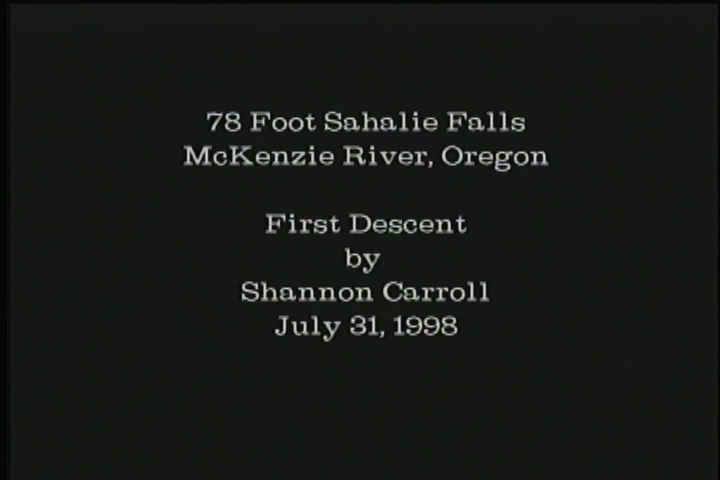 78 Foot Sahalie Falls
McKenzie River, Oregon
First Descent
by
Shannon Carroll
July 31, 1998